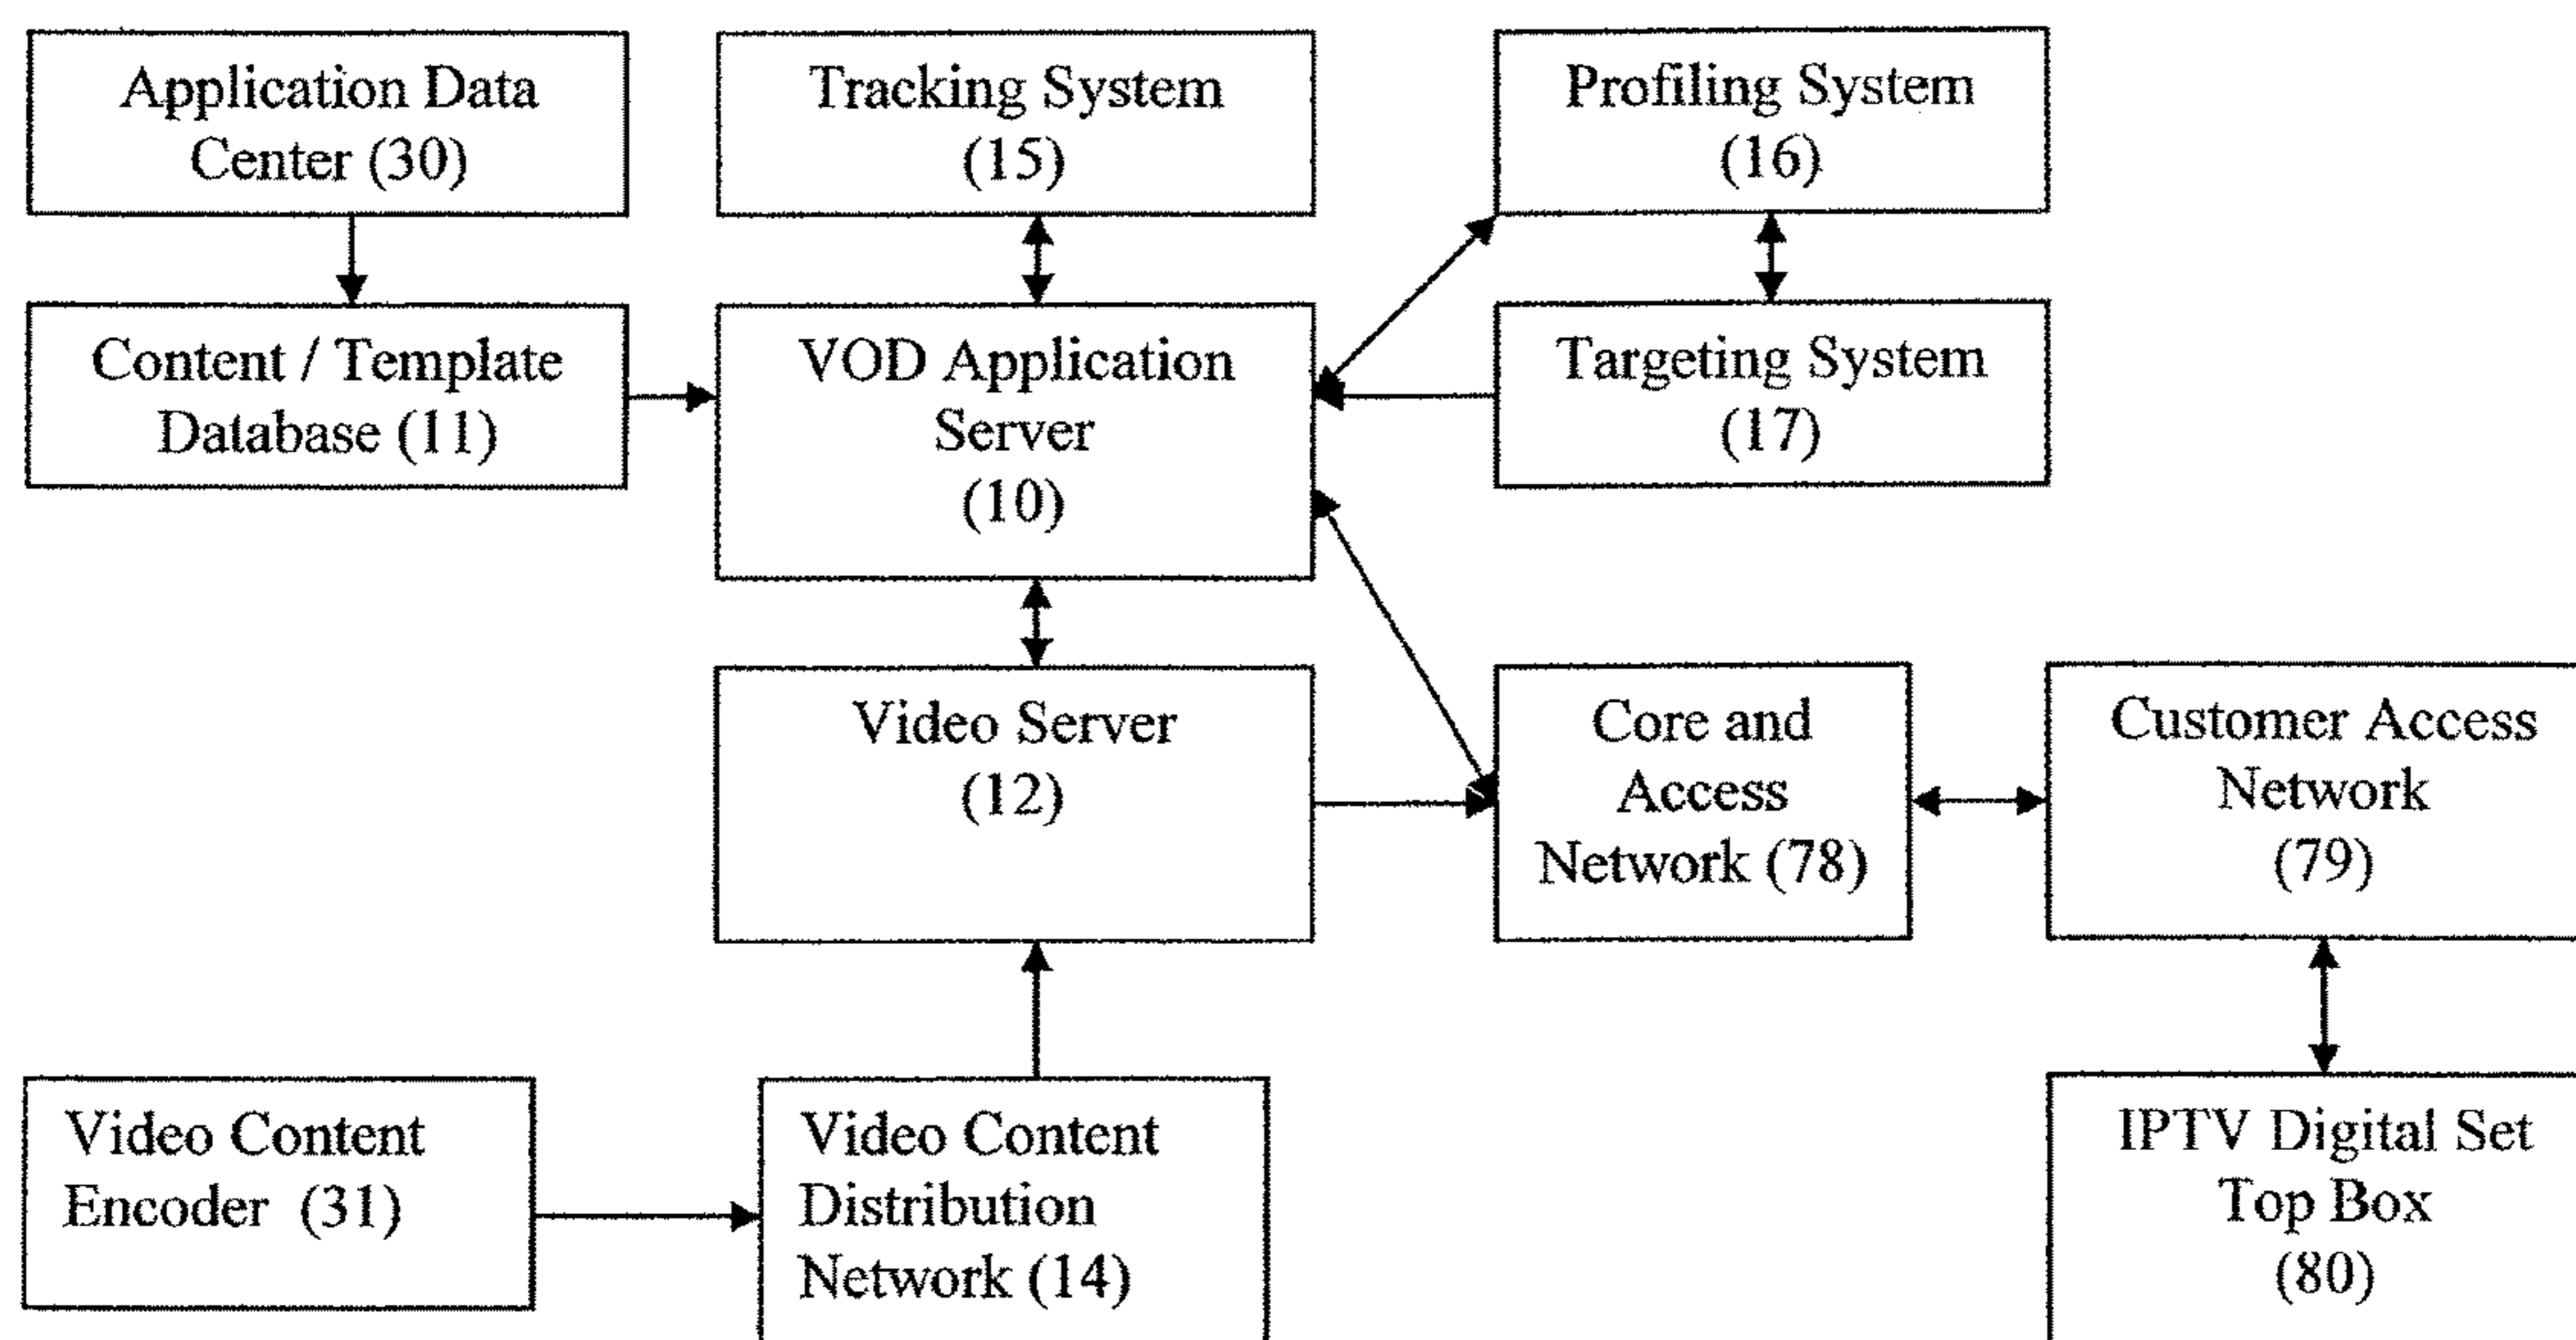 Application Data
Center (30)
Tracking System
(15)
Profiling System
(16)
Content / Template
Database (11)
VOD Application
Server
(10)
Targeting System
(17)
Video Server
(12)
Core and
Access
Network (78)
Customer Access
Network
(79)
Video Content
Encoder (31)
Video Content
Distribution
Network (14)
IPTV Digital Set
Top Box
(80)